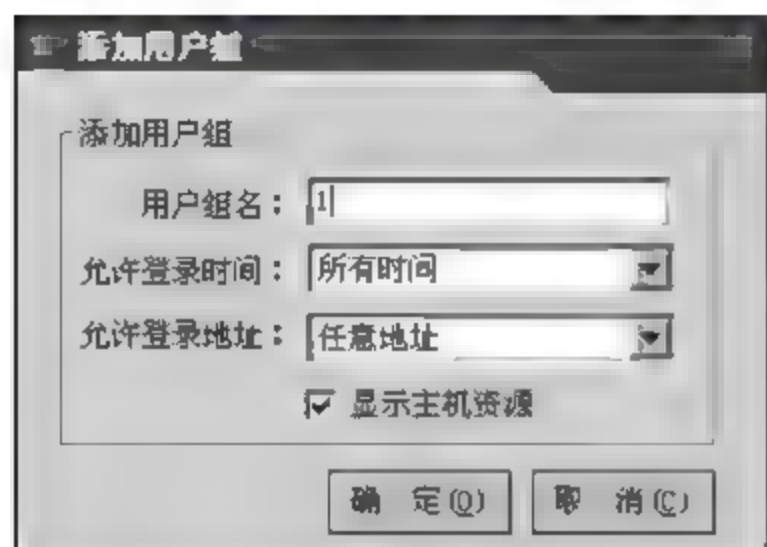 添加用户组
添加用户组
用户组名：1
允许登录时间：所有时间
允许登录地址：任意地址
显示主机资源
确 定(O) 取 消(C)